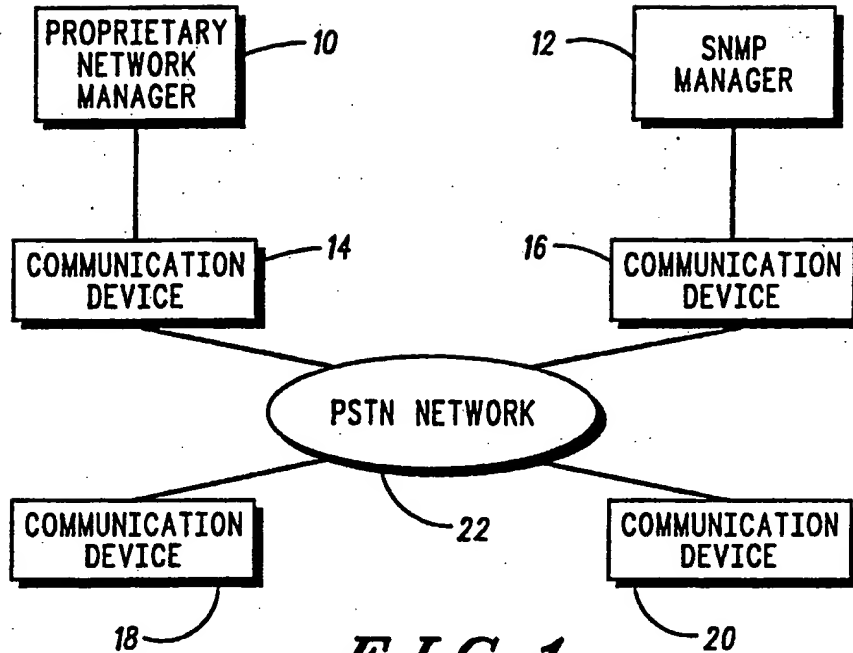 PROPRIETARY
NETWORK
MANAGER
10
12
SNMP
MANAGER
COMMUNICATION
DEVICE
14
16
COMMUNICATION
DEVICE
PSTN NETWORK
22
COMMUNICATION
DEVICE
18
COMMUNICATION
DEVICE
20
FIG. 1